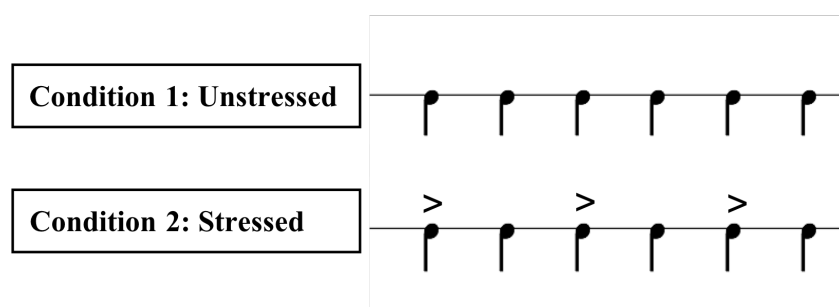 Condition 1: Unstressed
> > >
Condition 2: Stressed